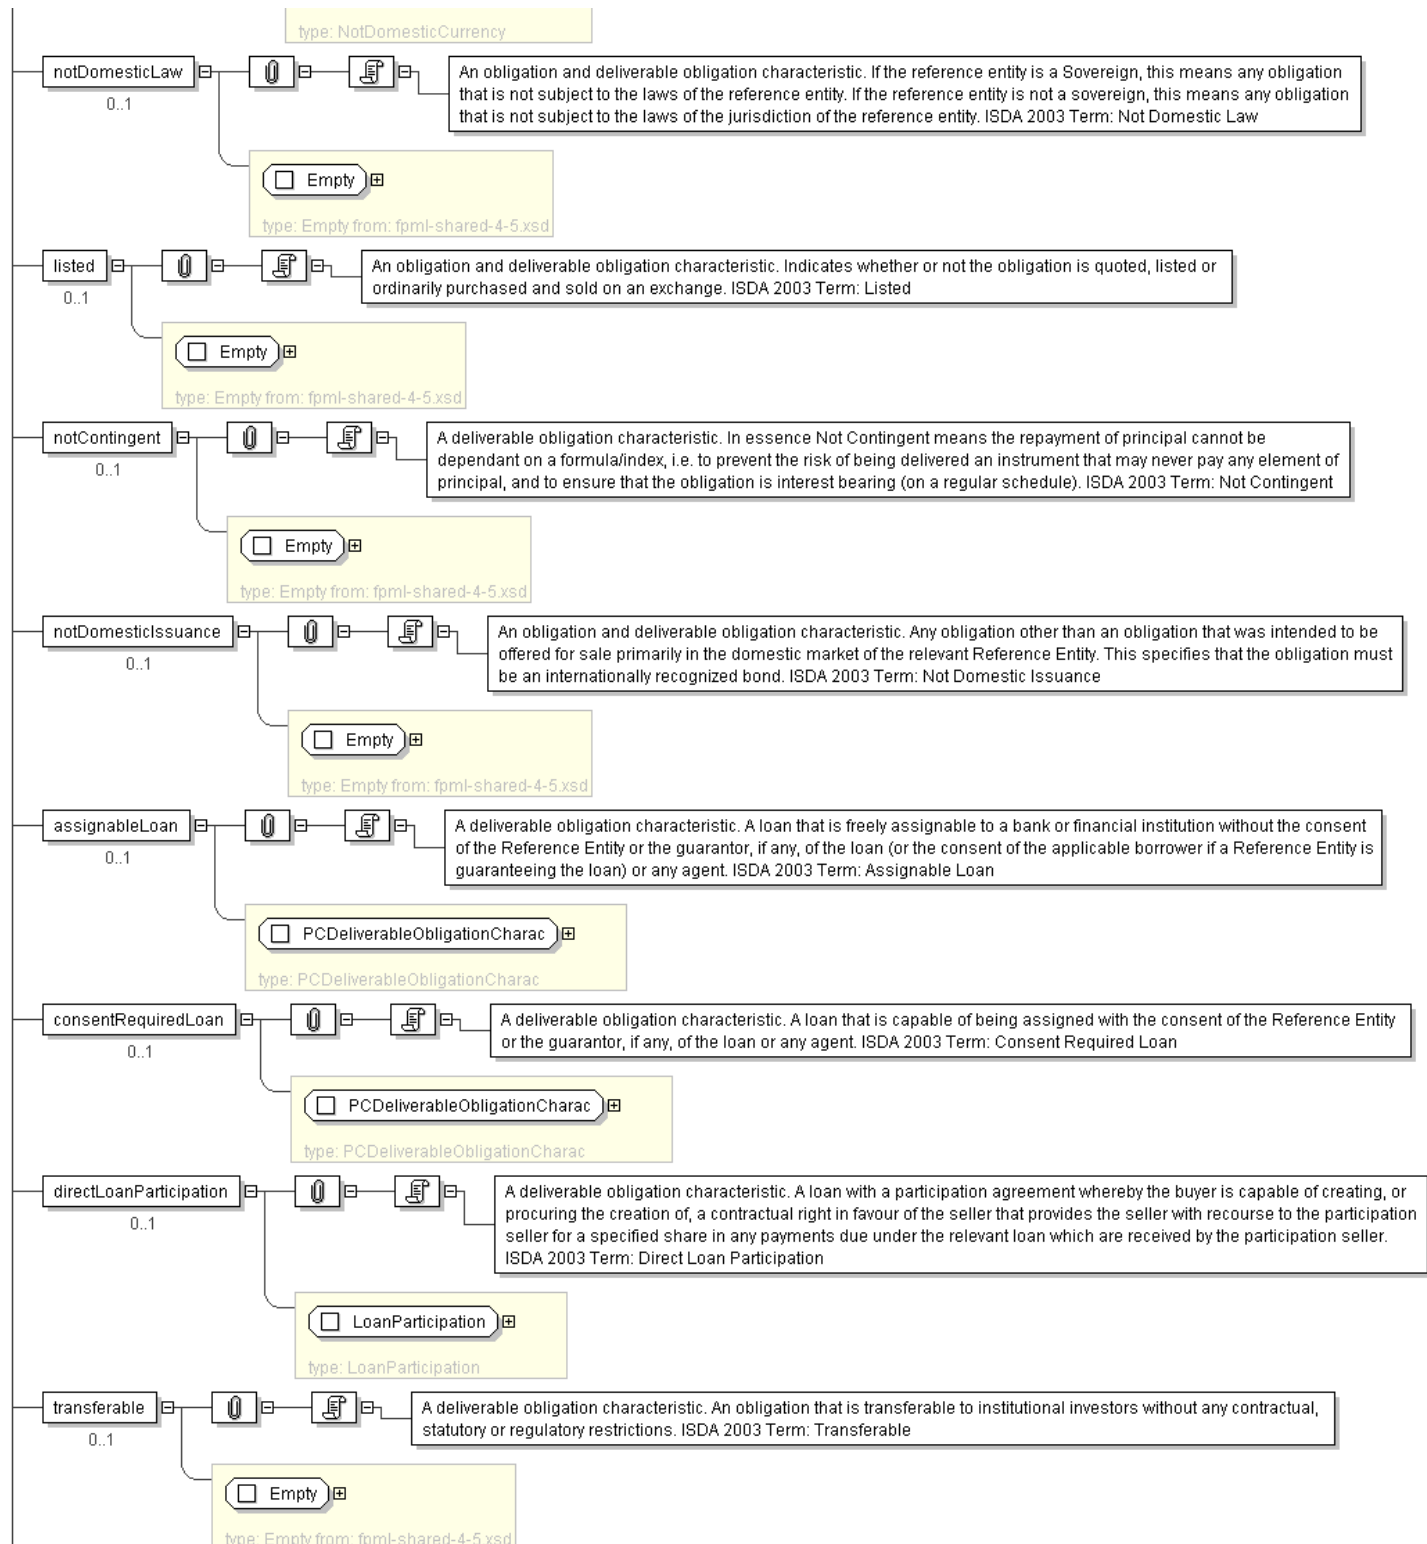 type: NotDomesticCurrency
notDomesticLaw
0..1
An obligation and deliverable obligation characteristic. If the reference entity is a Sovereign, this means any obligation
that is not subject to the laws of the reference entity. If the reference entity is not a sovereign, this means any obligation
that is not subject to the laws of the jurisdiction of the reference entity. ISDA 2003 Term: Not Domestic Law
Empty
type: Empty from: fpml-shared-4-5.xsd
listed
0..1
An obligation and deliverable obligation characteristic. Indicates whether or not the obligation is quoted, listed or
ordinarily purchased and sold on an exchange. ISDA 2003 Term: Listed
Empty
type: Empty from: fpml-shared-4-5.xsd
notContingent
0..1
A deliverable obligation characteristic. In essence Not Contingent means the repayment of principal cannot be
dependant on a formula/index, i.e. to prevent the risk of being delivered an instrument that may never pay any element of
principal, and to ensure that the obligation is interest bearing (on a regular schedule). ISDA 2003 Term: Not Contingent
Empty
type: Empty from: fpml-shared-4-5.xsd
notDomesticIssuance
0..1
An obligation and deliverable obligation characteristic. Any obligation other than an obligation that was intended to be
offered for sale primarily in the domestic market of the relevant Reference Entity. This specifies that the obligation must
be an internationally recognized bond. ISDA 2003 Term: Not Domestic Issuance
Empty
type: Empty from: fpml-shared-4-5.xsd
assignableLoan
0..1
A deliverable obligation characteristic. A loan that is freely assignable to a bank or financial institution without the consent
of the Reference Entity or the guarantor, if any, of the loan (or the consent of the applicable borrower if a Reference Entity is
guaranteeing the loan) or any agent. ISDA 2003 Term: Assignable Loan
PCDeliverableObligationCharac
type: PCDeliverableObligationCharac
consentRequiredLoan
0..1
A deliverable obligation characteristic. A loan that is capable of being assigned with the consent of the Reference Entity
or the guarantor, if any, of the loan or any agent. ISDA 2003 Term: Consent Required Loan
PCDeliverableObligationCharac
type: PCDeliverableObligationCharac
directLoanParticipation
0..1
A deliverable obligation characteristic. A loan with a participation agreement whereby the buyer is capable of creating, or
procuring the creation of, a contractual right in favour of the seller that provides the seller with recourse to the participation
seller for a specified share in any payments due under the relevant loan which are received by the participation seller.
ISDA 2003 Term: Direct Loan Participation
LoanParticipation
type: LoanParticipation
transferable
0..1
A deliverable obligation characteristic. An obligation that is transferable to institutional investors without any contractual,
statutory or regulatory restrictions. ISDA 2003 Term: Transferable
Empty
type: Empty from: fpml-shared-4-5.xsd